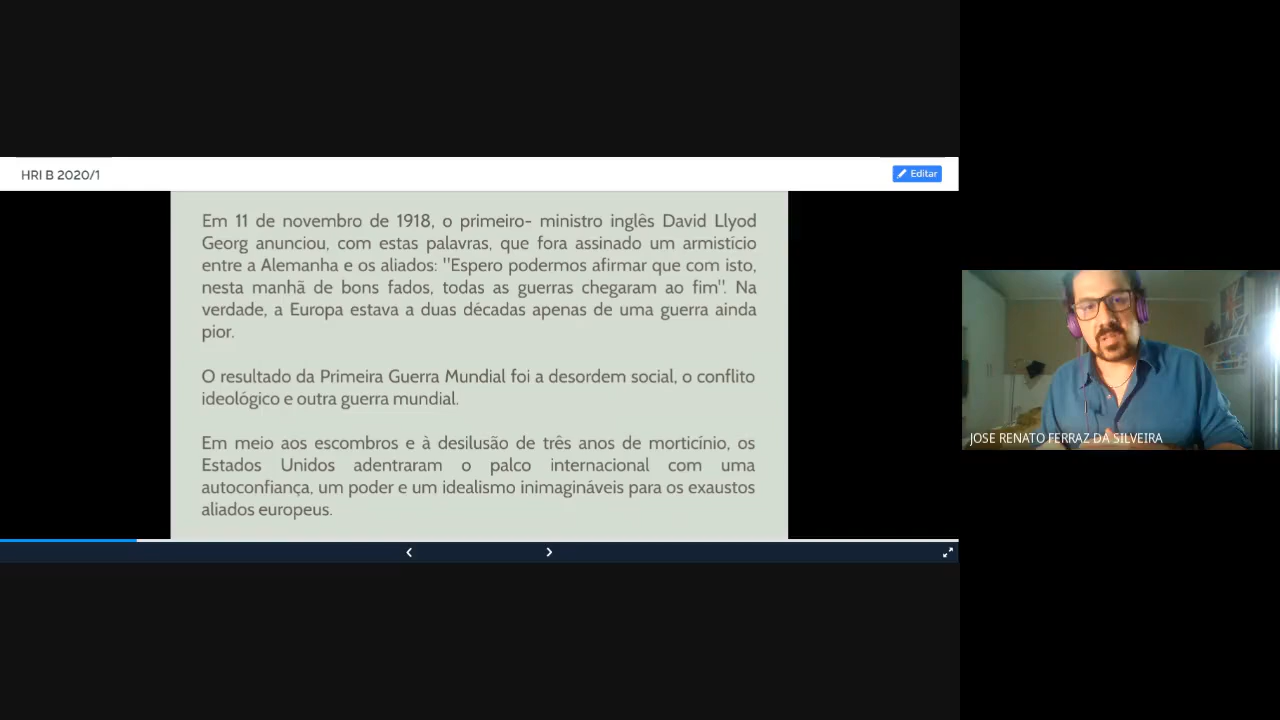 HRI B 2020/1
Editar
Em 11 de novembro de 1918, o primeiro- ministro inglês David Llyod
Georg anunciou, com estas palavras, que fora assinado um armistício
entre a Alemanha e os aliados: "Espero podermos afirmar que com isto,
nesta manhã de bons fados, todas as guerras chegaram ao fim". Na
verdade, a Europa estava a duas décadas apenas de uma guerra ainda
pior.
O resultado da Primeira Guerra Mundial foi a desordem social, o conflito
ideológico e outra guerra mundial.
Em meio aos escombros e à desilusão de três anos de morticínio, os
Estados Unidos adentraram o palco internacional com uma
autoconfiança, um poder e um idealismo inimagináveis para os exaustos
aliados europeus.
JOSE RENATO FERRAZ DA SILVEIRA